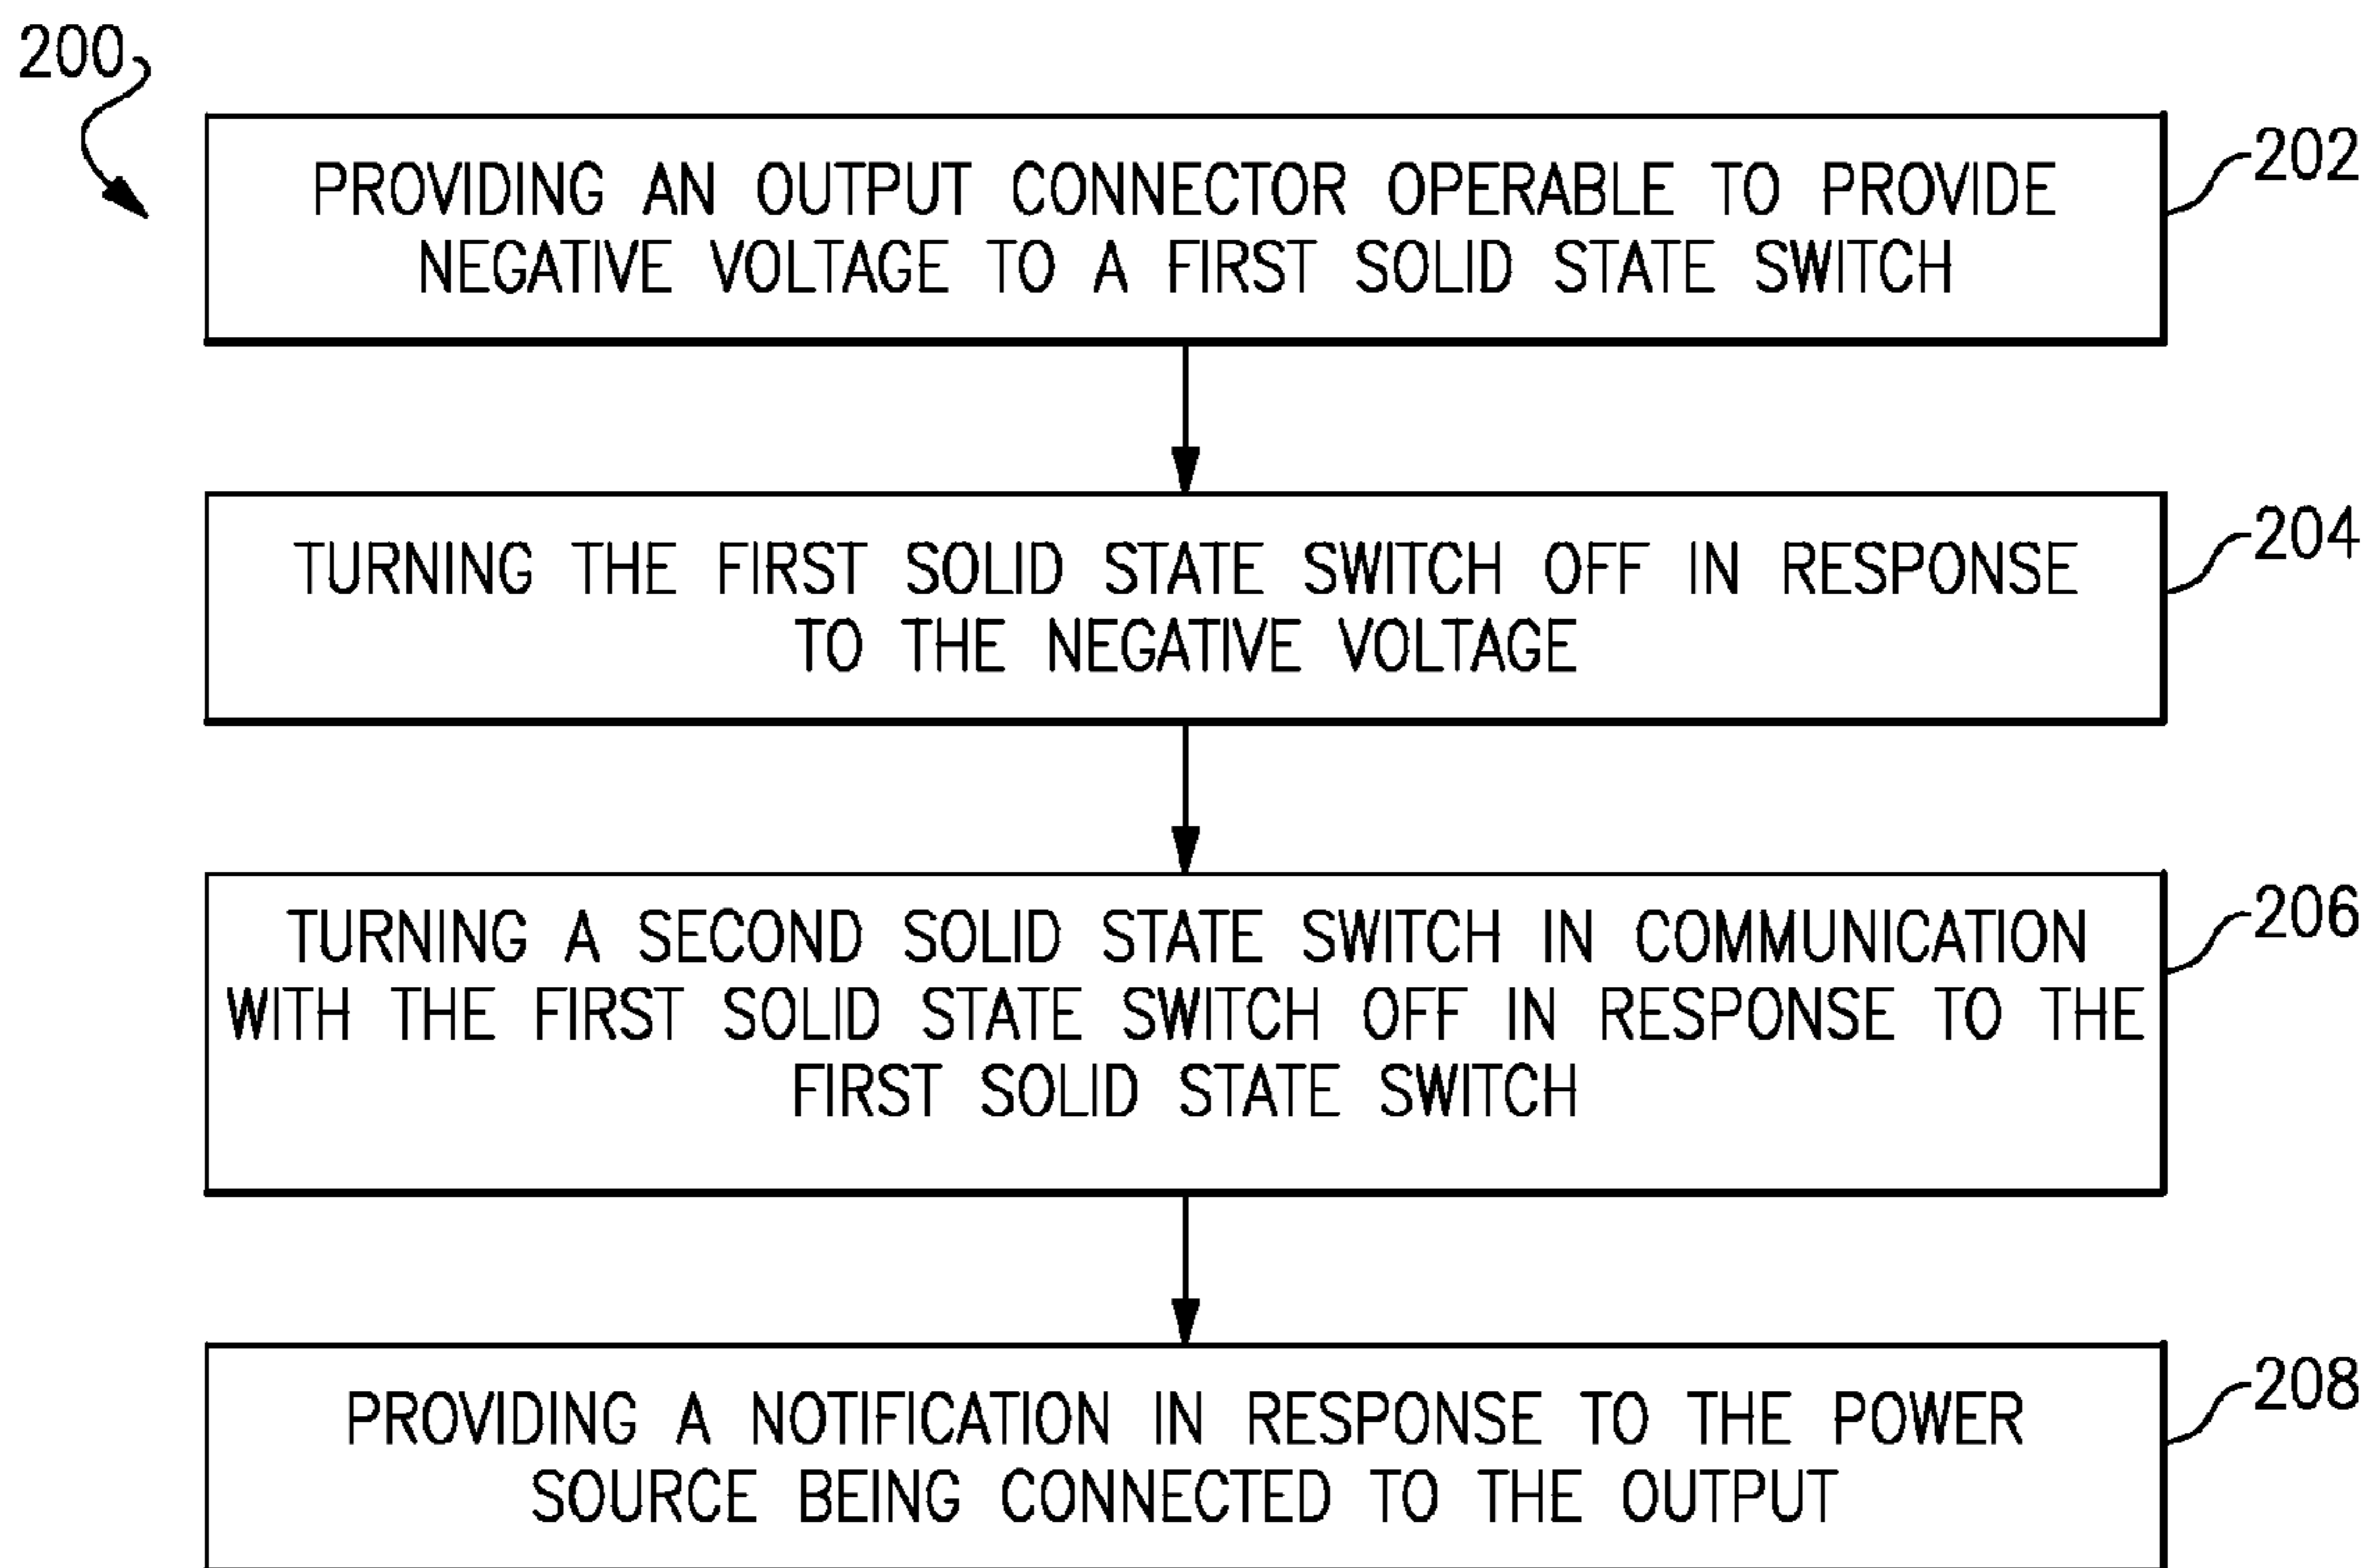 200
PROVIDING AN OUTPUT CONNECTOR OPERABLE TO PROVIDE
NEGATIVE VOLTAGE TO A FIRST SOLID STATE SWITCH
202
TURNING THE FIRST SOLID STATE SWITCH OFF IN RESPONSE
TO THE NEGATIVE VOLTAGE
204
TURNING A SECOND SOLID STATE SWITCH IN COMMUNICATION
WITH THE FIRST SOLID STATE SWITCH OFF IN RESPONSE TO THE
FIRST SOLID STATE SWITCH
206
PROVIDING A NOTIFICATION IN RESPONSE TO THE POWER
SOURCE BEING CONNECTED TO THE OUTPUT
208